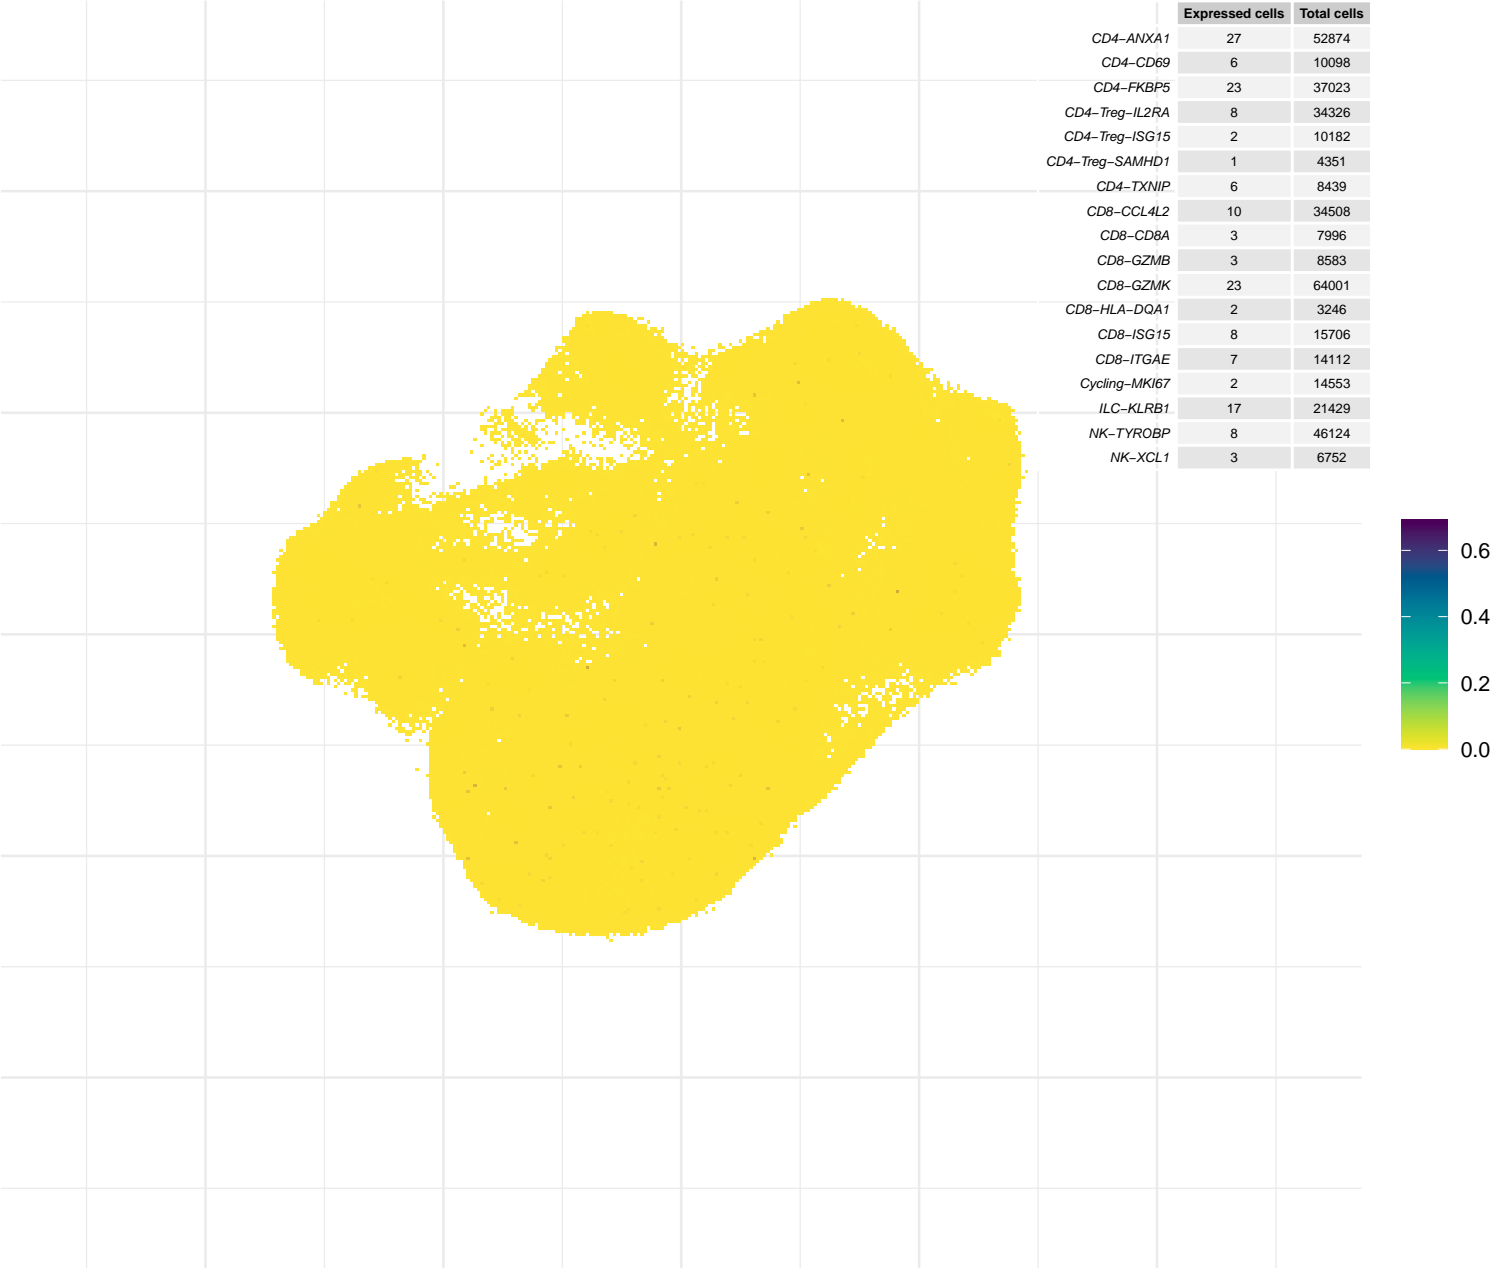 Expressed cells Total cells
CD4−ANXA1 27 52874
CD4−CD69 6 10098
CD4−FKBP5 23 37023
CD4−Treg−IL2RA 8 34326
CD4−Treg−ISG15 2 10182
CD4−Treg−SAMHD1 1 4351
CD4−TXNIP 6 8439
CD8−CCL4L2 10 34508
CD8−CD8A 3 7996
CD8−GZMB 3 8583
CD8−GZMK 23 64001
CD8−HLA−DQA1 2 3246
CD8−ISG15 8 15706
CD8−ITGAE 7 14112
Cycling−MKI67 2 14553
ILC−KLRB1 17 21429
NK−TYROBP 8 46124
NK−XCL1 3 6752
0.6
0.4
0.2
0.0